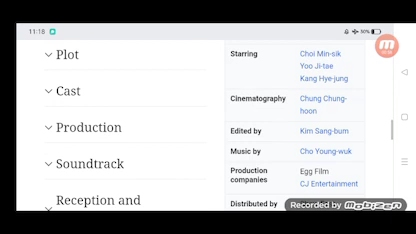 11:18
50%
Plot
Cast
Production
Soundtrack
Reception and
Starring
Choi Min-sik
Yoo Ji-tae
Kang Hye-jung
Cinematography
Chung Chung-
hoon
Edited by
Kim Sang-bum
Music by
Cho Young-wuk
Production
companies
Egg Film
CJ Entertainment
Distributed by
Recorded by mobizen